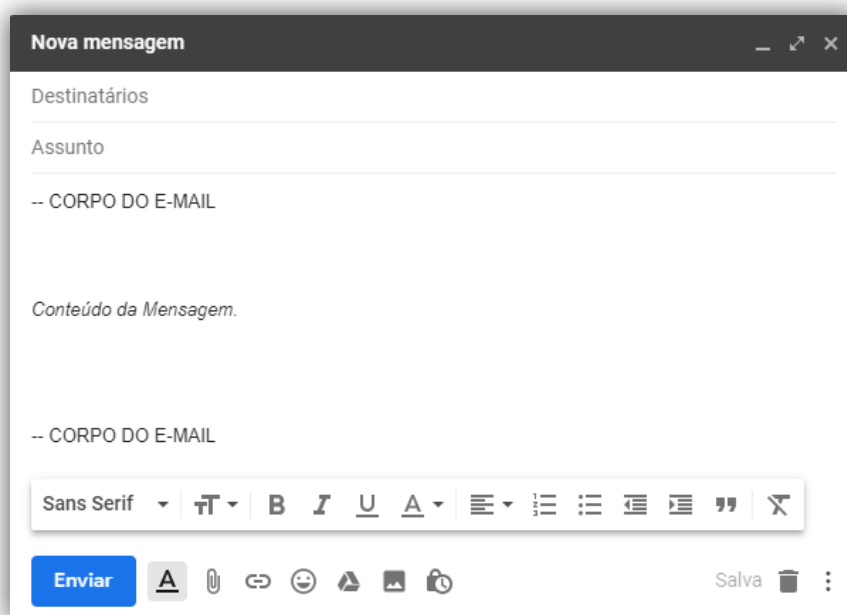 Nova mensagem
Destinatários
Assunto
-- CORPO DO E-MAIL
Conteúdo da Mensagem.
-- CORPO DO E-MAIL
Sans Serif
Enviar
Salva